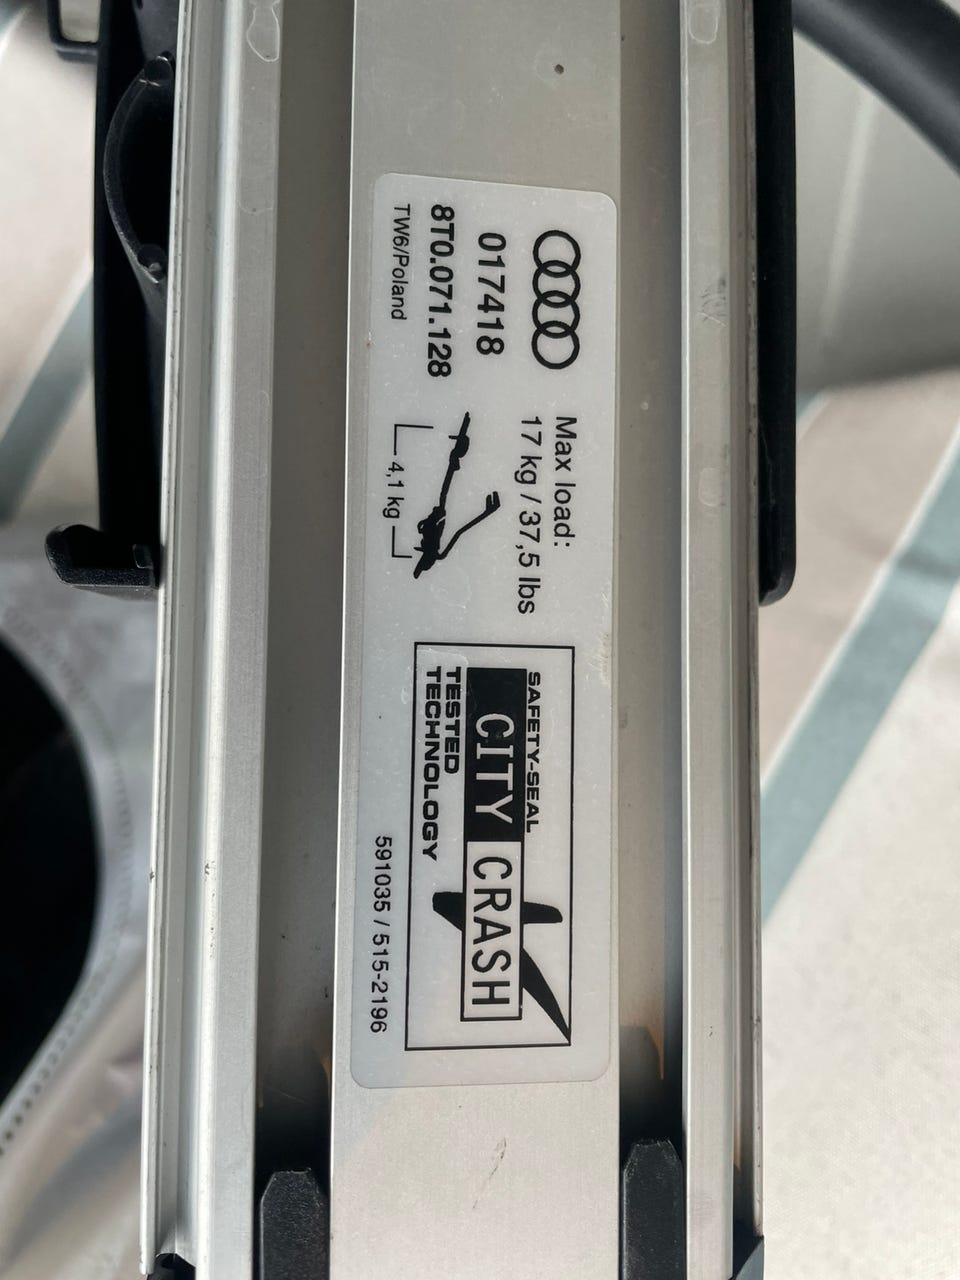 017418
8T0.071.128
TW6/Poland
Max load:
17 kg / 37,5 lbs
4,1 kg
SAFETY-SEAL
CITY CRASH
TESTED
TECHNOLOGY
591035 / 515-2196